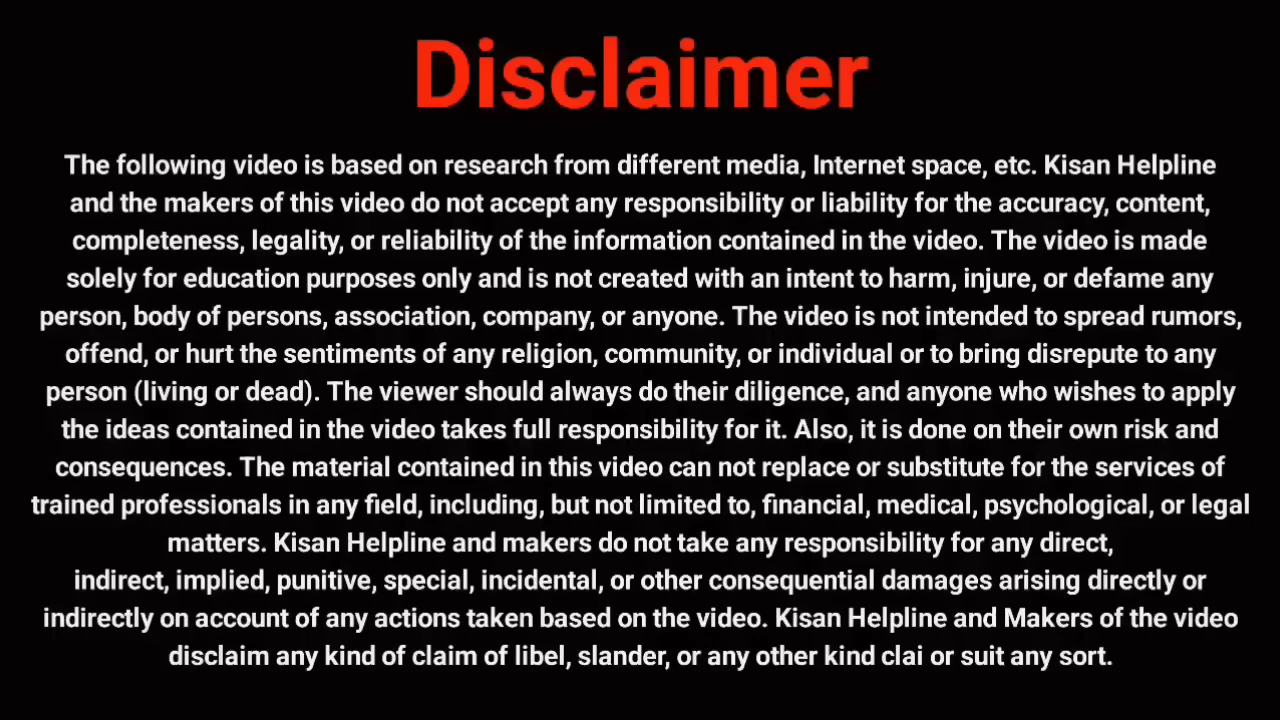 Disclaimer
The following video is based on research from different media, Internet space, etc. Kisan Helpline
and the makers of this video do not accept any responsibility or liability for the accuracy, content,
completeness, legality, or reliability of the information contained in the video. The video is made
solely for education purposes only and is not created with an intent to harm, injure, or defame any
person, body of persons, association, company, or anyone. The video is not intended to spread rumors,
offend, or hurt the sentiments of any religion, community, or individual or to bring disrepute to any
person (living or dead). The viewer should always do their diligence, and anyone who wishes to apply
the ideas contained in the video takes full responsibility for it. Also, it is done on their own risk and
consequences. The material contained in this video can not replace or substitute for the services of
trained professionals in any field, including, but not limited to, financial, medical, psychological, or legal
matters. Kisan Helpline and makers do not take any responsibility for any direct,
indirect, implied, punitive, special, incidental, or other consequential damages arising directly or
indirectly on account of any actions taken based on the video. Kisan Helpline and Makers of the video
disclaim any kind of claim of libel, slander, or any other kind clai or suit any sort.